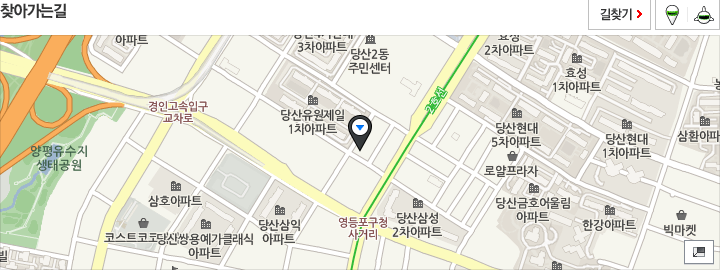 찾아가는길
길찾기
아파트
3차아파트
당산2동
주민센터
효성
2차아파트
효성
1치아파트
2호선
경인고속입구
교차로
당산유원제일
1치아파트
당산현대
5차아파트
당산현대
1치아파트
삼환아파
양평유수지
생태공원
로얄프라자
삼호아파트
당산금호어울림
아파트
당산삼익
아파트
영등포구청
사거리
당산삼성
2차아파트
한강아파트
빅마켓
코스트코
당산쌍용예가클래식
아파트
빌